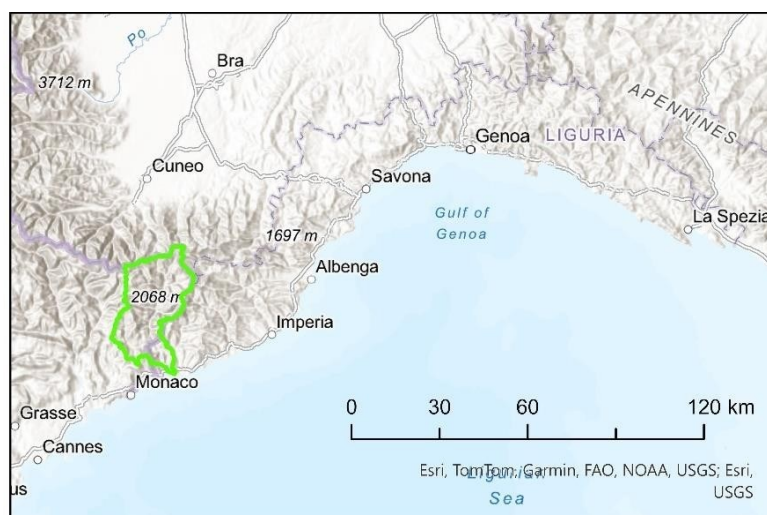 Po
3712 m
Bra
APENNINES
Genoa
LIGURIA
Cuneo
Savona
Gulf of
Genoa
La Spezia
1697 m
Albenga
2068 m
Imperia
Monaco
Grasse
0 30 60 120 km
Cannes
Esri, TomTom, Garmin, FAO, NOAA, USGS; Esri,
USGS
Ligurian
Sea
us